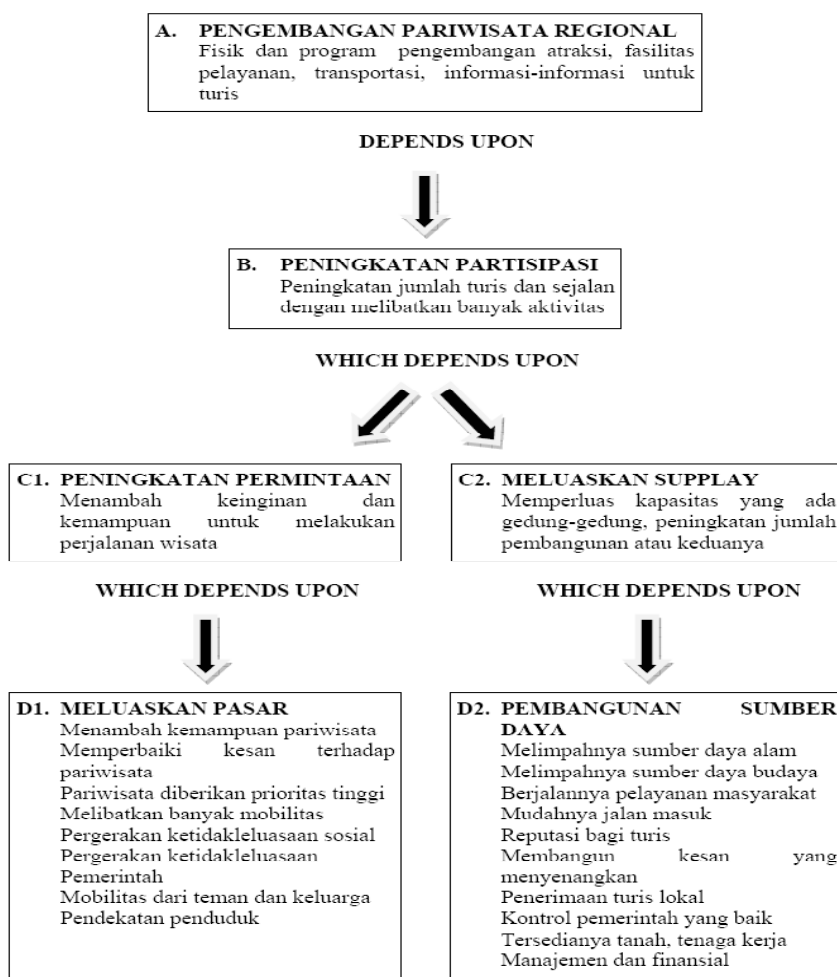 A. PENGEMBANGAN PARIWISATA REGIONAL
Fisik dan program pengembangan atraksi, fasilitas
pelayanan, transportasi, informasi-informasi untuk
turis
DEPENDS UPON
B. PENINGKATAN PARTISIPASI
Peningkatan jumlah turis dan sejalan
dengan melibatkan banyak aktivitas
WHICH DEPENDS UPON
C1. PENINGKATAN PERMINTAAN
Menambah keinginan dan
kemampuan untuk melakukan
perjalanan wisata
C2. MELUASKAN SUPPLAY
Memperluas kapasitas yang ada
gedung-gedung, peningkatan jumlah
pembangunan atau keduanya
WHICH DEPENDS UPON
WHICH DEPENDS UPON
D1. MELUASKAN PASAR
Menambah kemampuan pariwisata
Memperbaiki kesan terhadap
pariwisata
Pariwisata diberikan prioritas tinggi
Melibatkan banyak mobilitas
Pergerakan ketidakleluasaan sosial
Pergerakan ketidakleluasaan
Pemerintah
Mobilitas dari teman dan keluarga
Pendekatan penduduk
D2. PEMBANGUNAN SUMBER
DAYA
Melimpahnya sumber daya alam
Melimpahnya sumber daya budaya
Berjalannya pelayanan masyarakat
Mudahnya jalan masuk
Reputasi bagi turis
Membangun kesan yang
menyenangkan
Penerimaan turis lokal
Kontrol pemerintah yang baik
Tersedianya tanah, tenaga kerja
Manajemen dan finansial